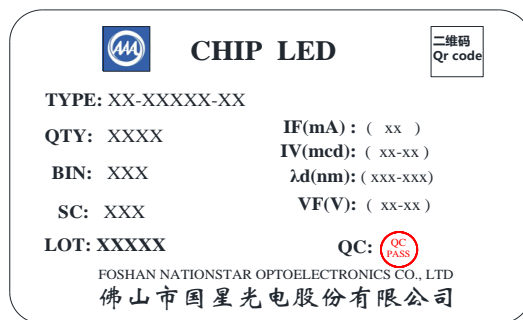 CHIP LED
二维码
Qr code
TYPE: XX-XXXXX-XX
QTY: XXXX
BIN: XXX
SC: XXX
LOT: XXXXX
IF(mA) : ( xx )
IV(mcd): ( xx-xx )
λd(nm): ( xxx-xxx)
VF(V): ( xx-xx )
QC: QC
PASS
FOSHAN NATIONSTAR OPTOELECTRONICS CO., LTD
佛山市国星光电股份有限公司